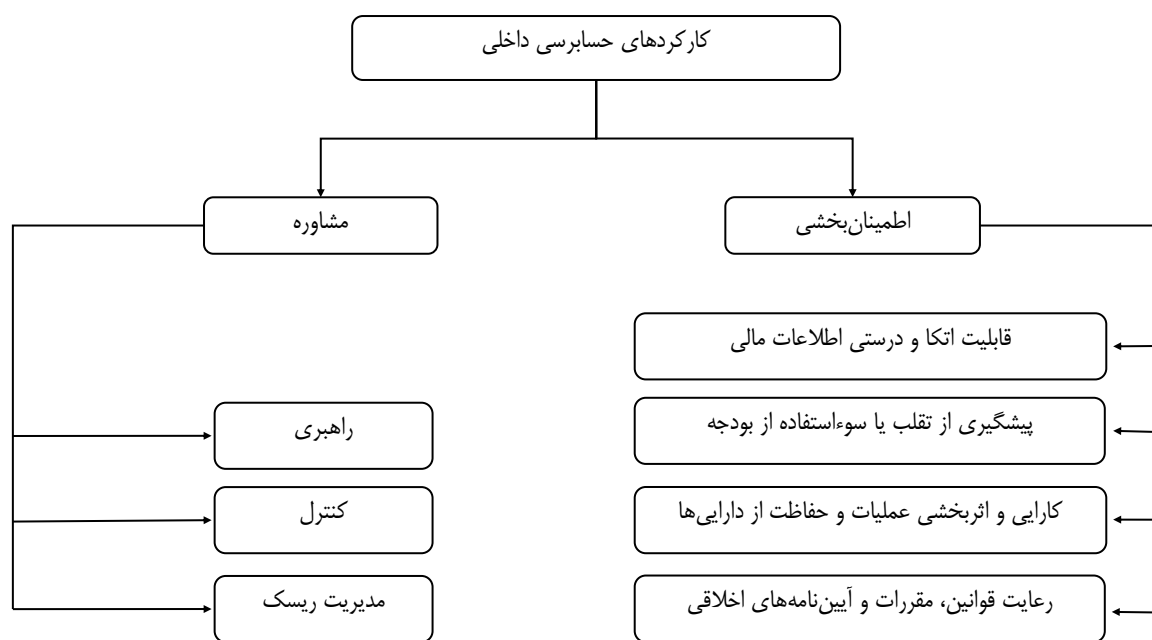 کارکردهای حسابرسی داخلی
اطمینان‌بخشی
مشاوره
قابلیت اتکا و درستی اطلاعات مالی
پیشگیری از تقلب یا سوءاستفاده از بودجه
کارایی و اثربخشی عملیات و حفاظت از دارایی‌ها
رعایت قوانین، مقررات و آیین‌نامه‌های اخلاقی
راهبری
کنترل
مدیریت ریسک